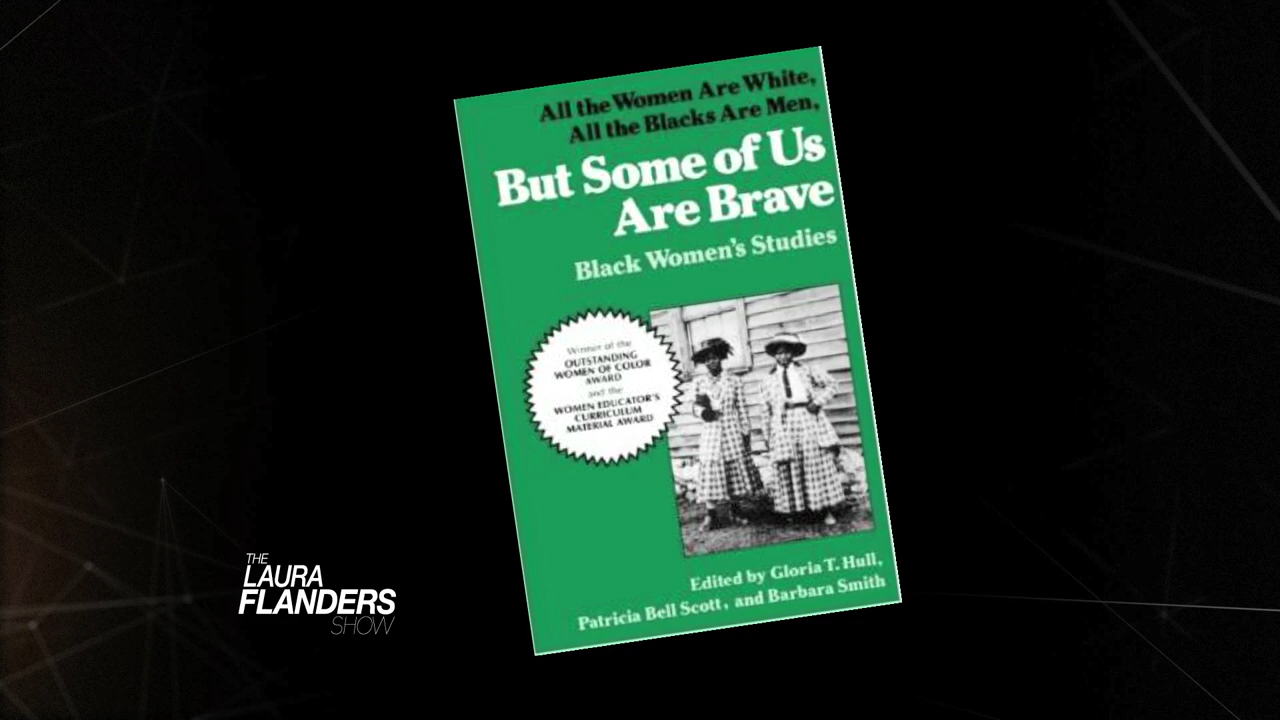 All the Women Are White,
All the Blacks Are Men,
But Some of Us
Are Brave
Black Women's Studies
Winner of the
OUTSTANDING
WOMEN OF COLOR
AWARD
and the
WOMEN EDUCATOR'S
CURRICULUM
MATERIAL AWARD
Edited by Gloria T. Hull,
Patricia Bell Scott, and Barbara Smith
THE
LAURA
FLANDERS
SHOW